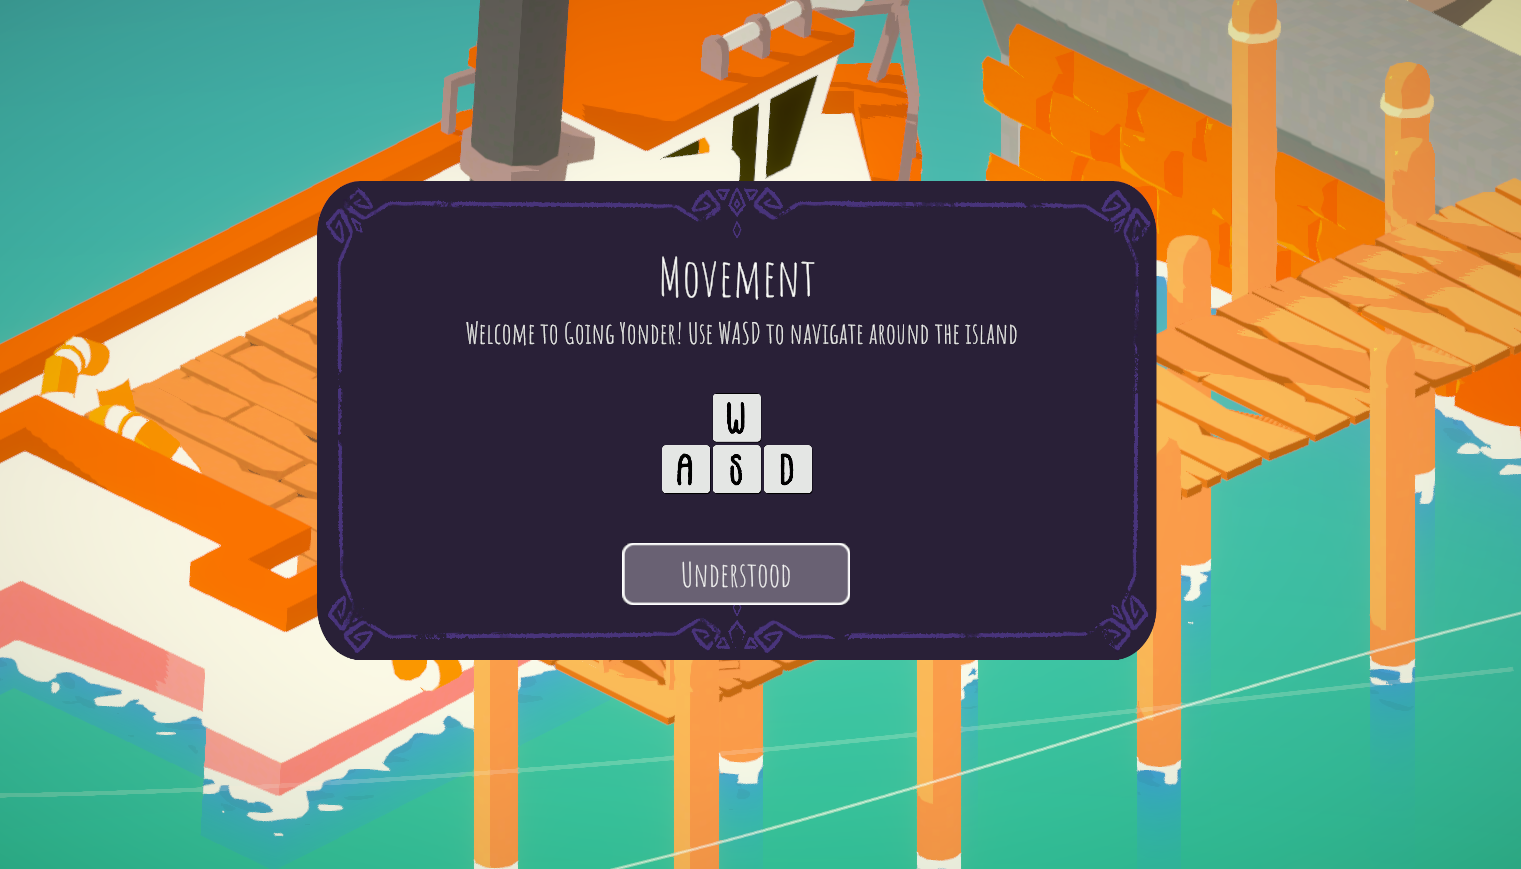 Movement
Welcome to Going Yonder! Use WASD to navigate around the island
W
A S D
Understood